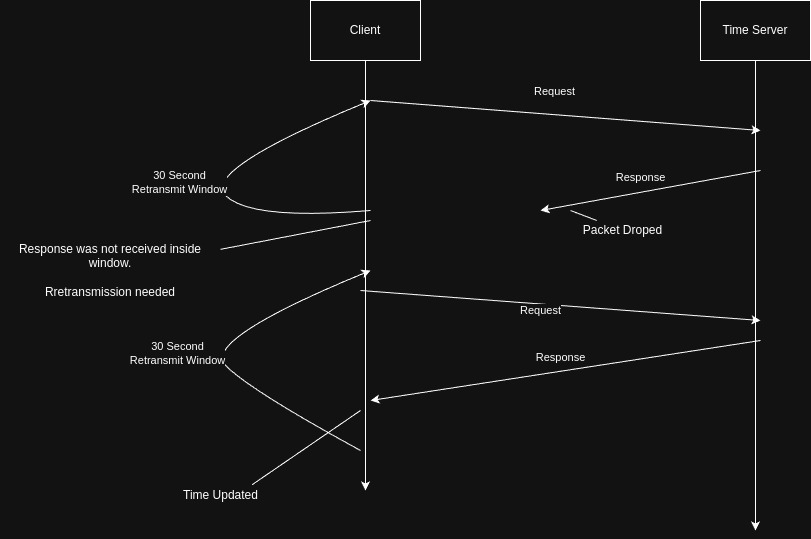 Client
Time Server
Request
30 Second
Retransmit Window
Response
Packet Droped
Response was not received inside
window.
Rretransmission needed
Request
30 Second
Retransmit Window
Response
Time Updated